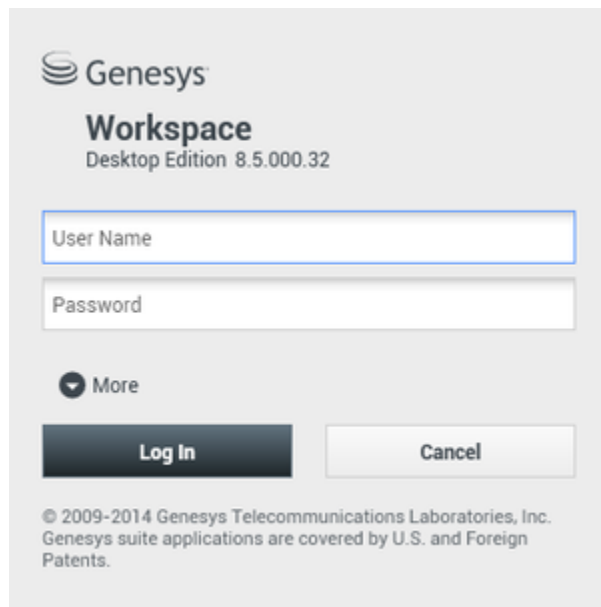 Genesys
Workspace
Desktop Edition 8.5.000.32
User Name
Password
More
Log In
Cancel
© 2009-2014 Genesys Telecommunications Laboratories, Inc.
Genesys suite applications are covered by U.S. and Foreign
Patents.